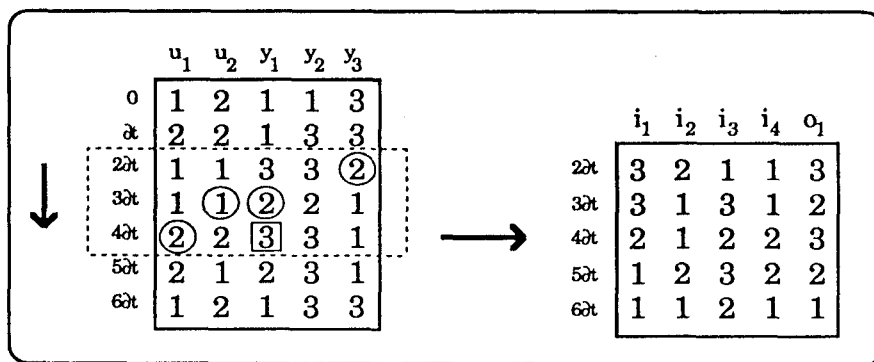 u1 u2 y1 y2 y3
0 1 2 1 1 3
∂t 2 2 1 3 3
2∂t 1 1 3 3 2
3∂t 1 1 2 2 1
4∂t 2 2 3 3 1
5∂t 2 1 2 3 1
6∂t 1 2 1 3 3
i1 i2 i3 i4 o1
2∂t 3 2 1 1 3
3∂t 3 1 3 1 2
4∂t 2 1 2 2 3
5∂t 1 2 3 2 2
6∂t 1 1 2 1 1